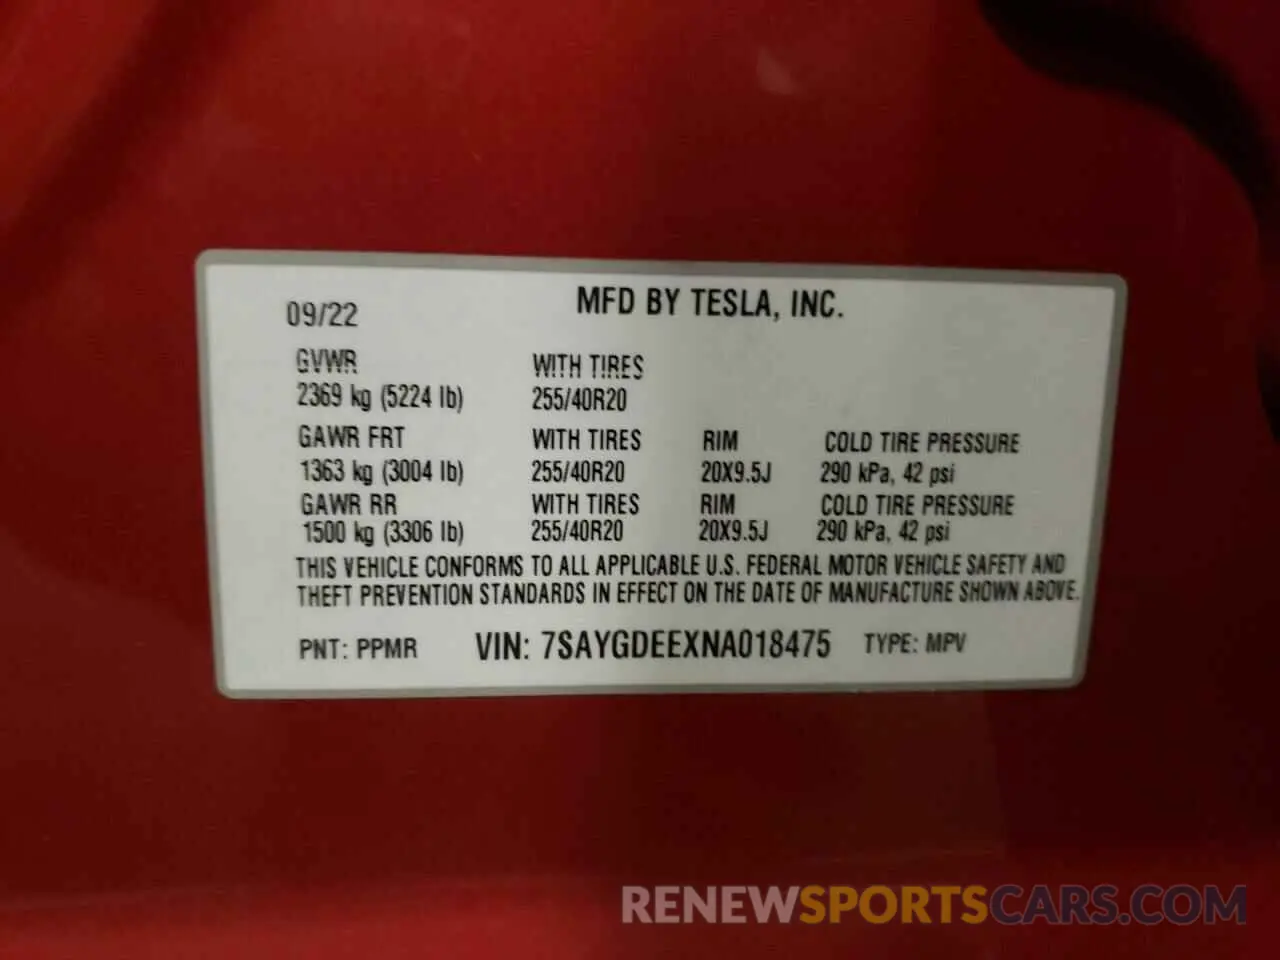 09/22 MFD BY TESLA, INC.
GVWR WITH TIRES
2369 kg (5224 lb) 255/40R20
GAWR FRT WITH TIRES RIM COLD TIRE PRESSURE
1363 kg (3004 lb) 255/40R20 20X9.5J 290 kPa, 42 psi
GAWR RR WITH TIRES RIM COLD TIRE PRESSURE
1500 kg (3306 lb) 255/40R20 20X9.5J 290 kPa, 42 psi
THIS VEHICLE CONFORMS TO ALL APPLICABLE U.S. FEDERAL MOTOR VEHICLE SAFETY AND
THEFT PREVENTION STANDARDS IN EFFECT ON THE DATE OF MANUFACTURE SHOWN ABOVE.
PNT: PPMR VIN: 7SAYGDEEXNA018475 TYPE: MPV
RENEWSPORTSCARS.COM